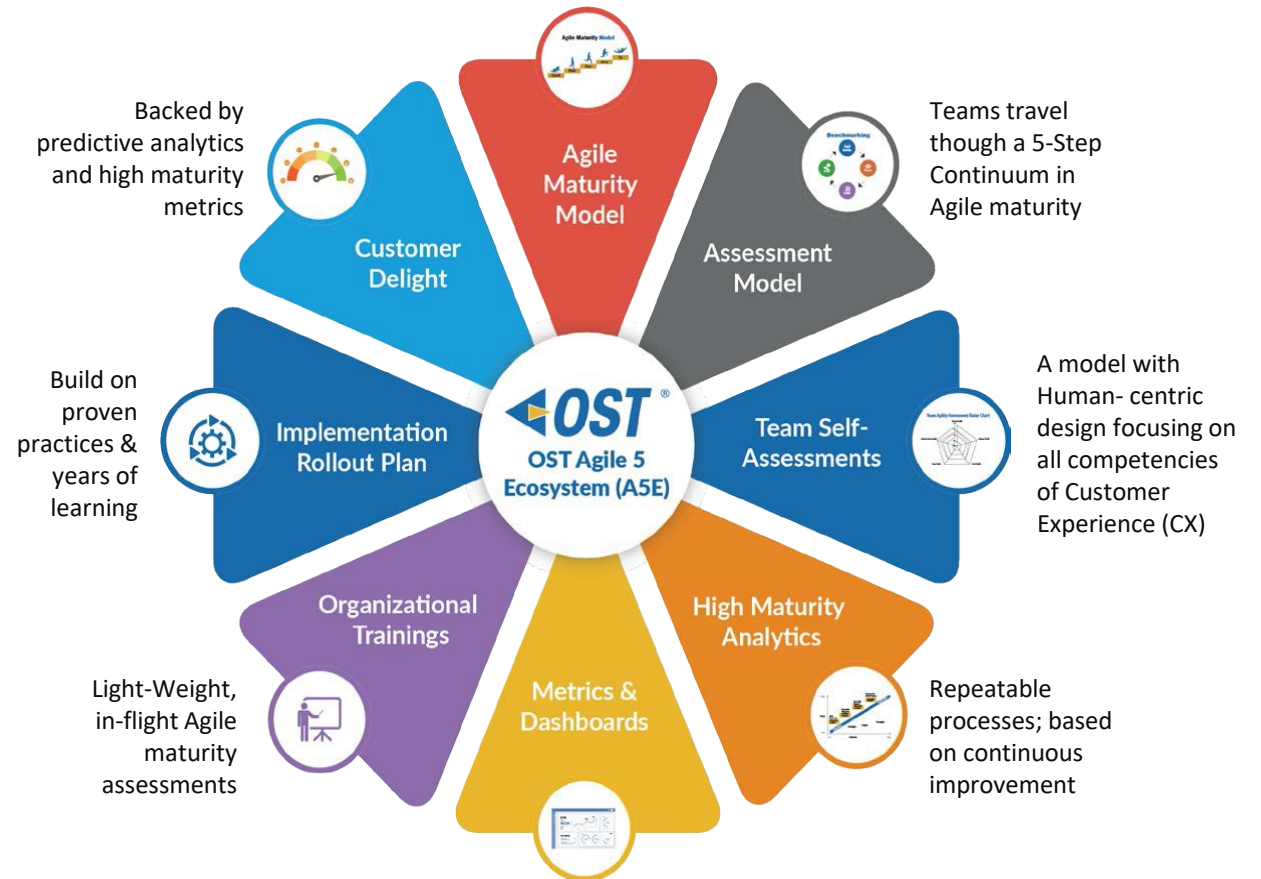 Agile Maturity Model
Agile
Maturity
Model
Backed by
predictive analytics
and high maturity
metrics
Customer
Delight
Benchmarking
Assessment
Model
Teams travel
though a 5-Step
Continuum in
Agile maturity
Build on
proven
practices &
years of
learning
Implementation
Rollout Plan
OST ®
OST Agile 5
Ecosystem (A5E)
Team Self-
Assessments
Team Agility Assessment Radar Chart
A model with
Human- centric
design focusing on
all competencies
of Customer
Experience (CX)
Organizational
Trainings
Light-Weight,
in-flight Agile
maturity
assessments
Metrics &
Dashboards
High Maturity
Analytics
Repeatable
processes; based
on continuous
improvement